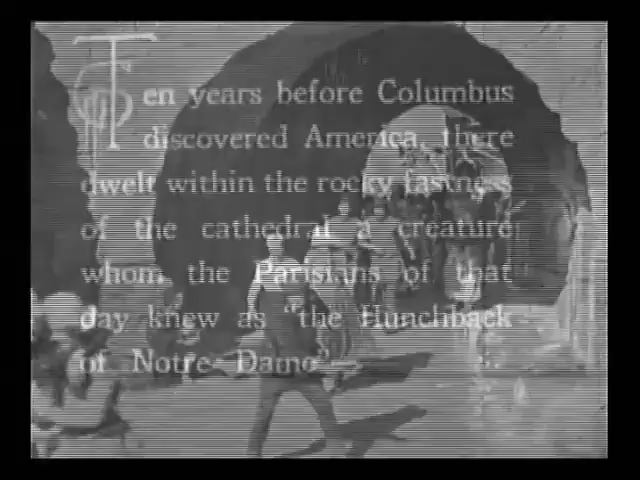 Ten years before Columbus
discovered America, there
dwelt within the rocky fastness
of the cathedral a creature
whom the Parisians of that
day knew as "the Hunchback
of Notre Dame"